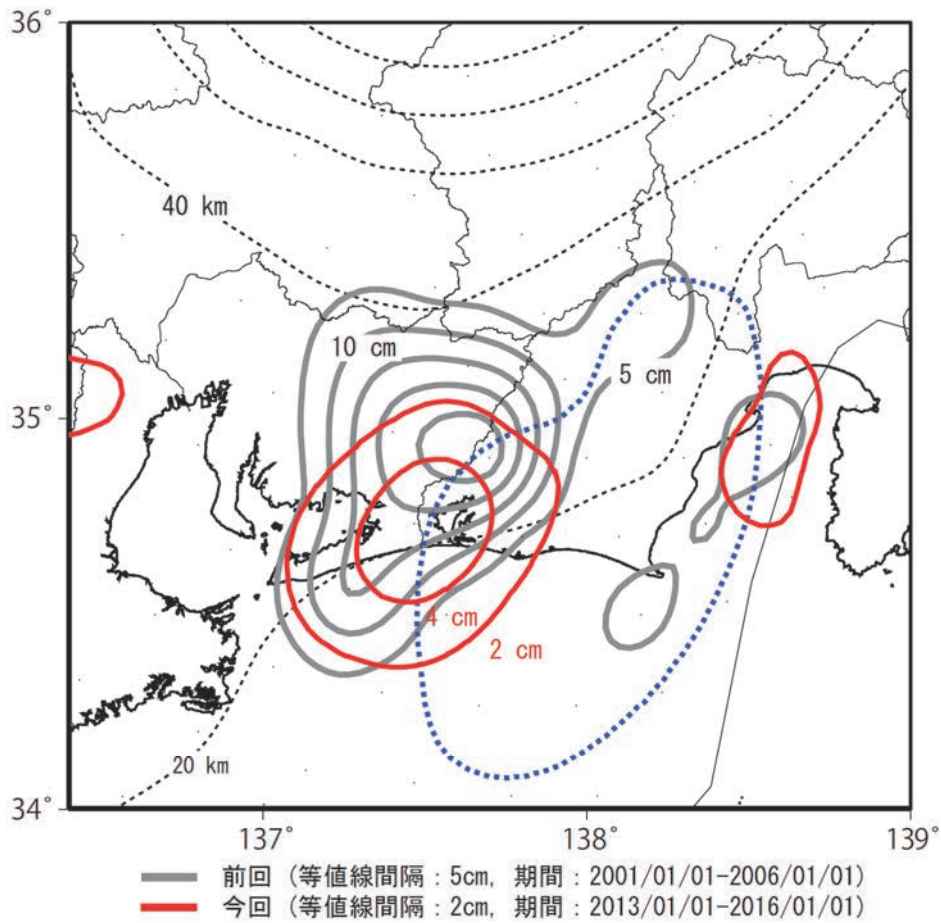 36°
40 km
10 cm
5 cm
35°
4 cm
2 cm
20 km
34°
137°
138°
139°
前回 (等値線間隔：5cm, 期間：2001/01/01-2006/01/01)
今回 (等値線間隔：2cm, 期間：2013/01/01-2016/01/01)